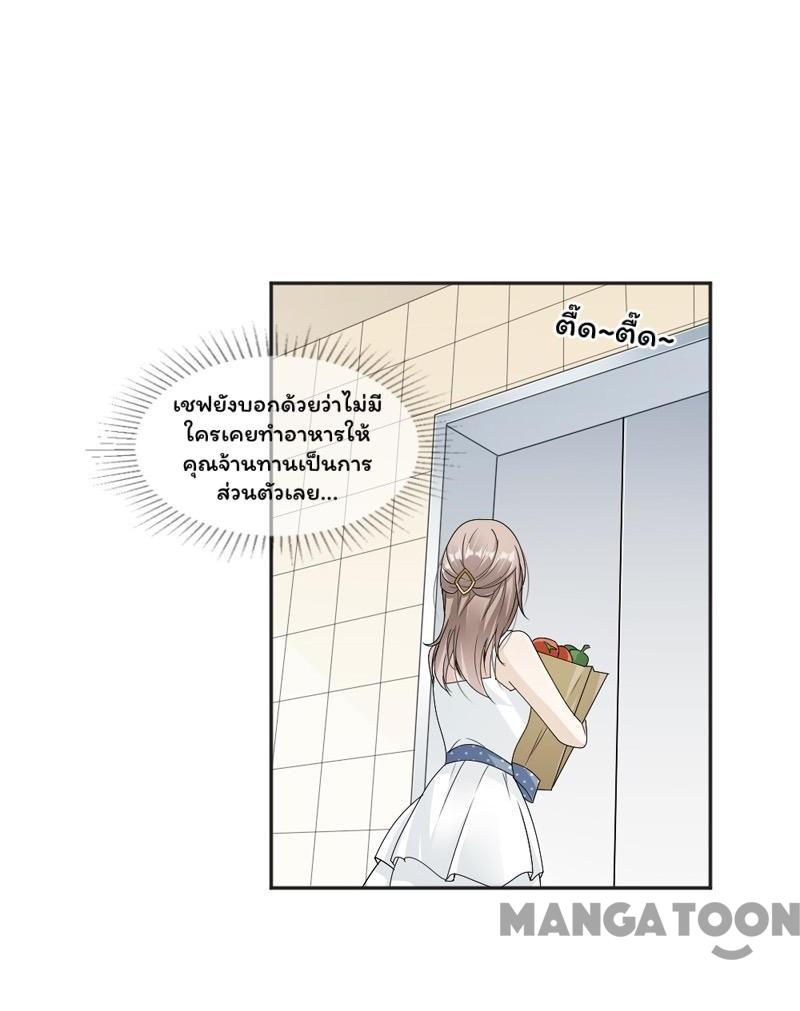 ตื๊ด~ตื๊ด~
เชฟยังบอกด้วยว่าไม่มี
ใครเคยทำอาหารให้
คุณจ้านทานเป็นการ
ส่วนตัวเลย...
MANGATOON